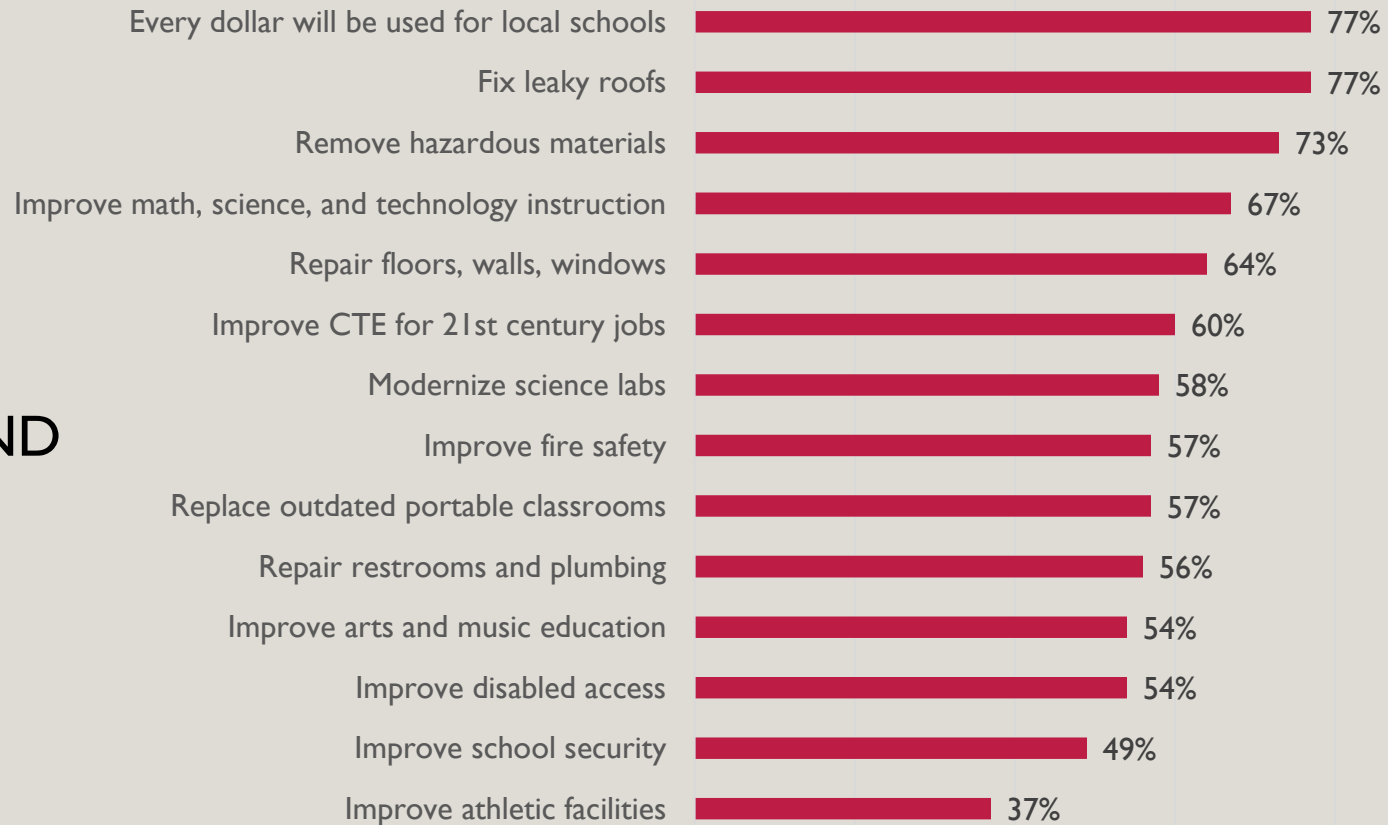 Every dollar will be used for local schools 77%
Fix leaky roofs 77%
Remove hazardous materials 73%
Improve math, science, and technology instruction 67%
Repair floors, walls, windows 64%
Improve CTE for 21st century jobs 60%
Modernize science labs 58%
Improve fire safety 57%
Replace outdated portable classrooms 57%
Repair restrooms and plumbing 56%
Improve arts and music education 54%
Improve disabled access 54%
Improve school security 49%
Improve athletic facilities 37%